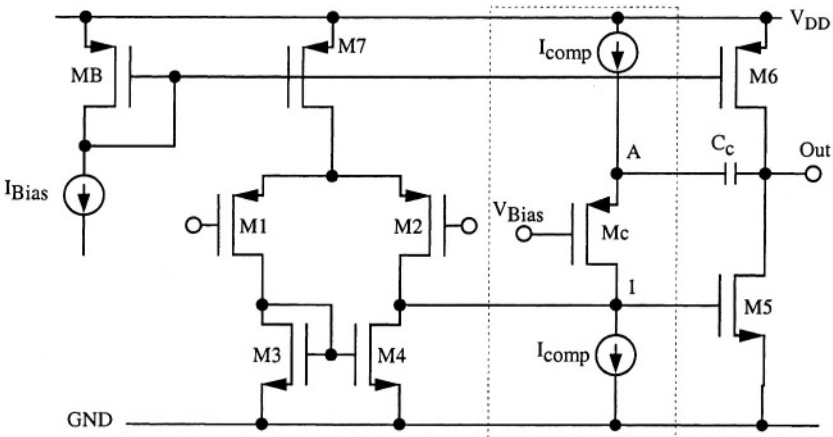 V_DD
MB
M7
I_comp
M6
A
C_c
Out
I_Bias
M1
M2
V_Bias
Mc
1
M5
M3
M4
I_comp
GND